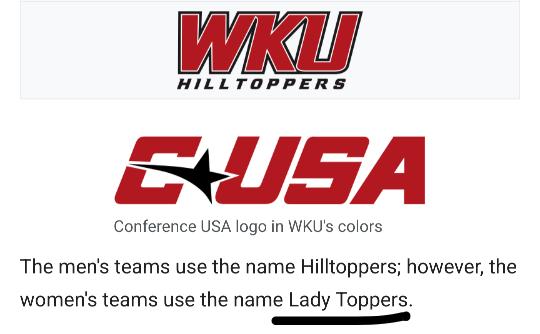 WKU
HILLTOPPERS
C USA
Conference USA logo in WKU's colors
The men's teams use the name Hilltoppers; however, the
women's teams use the name Lady Toppers.